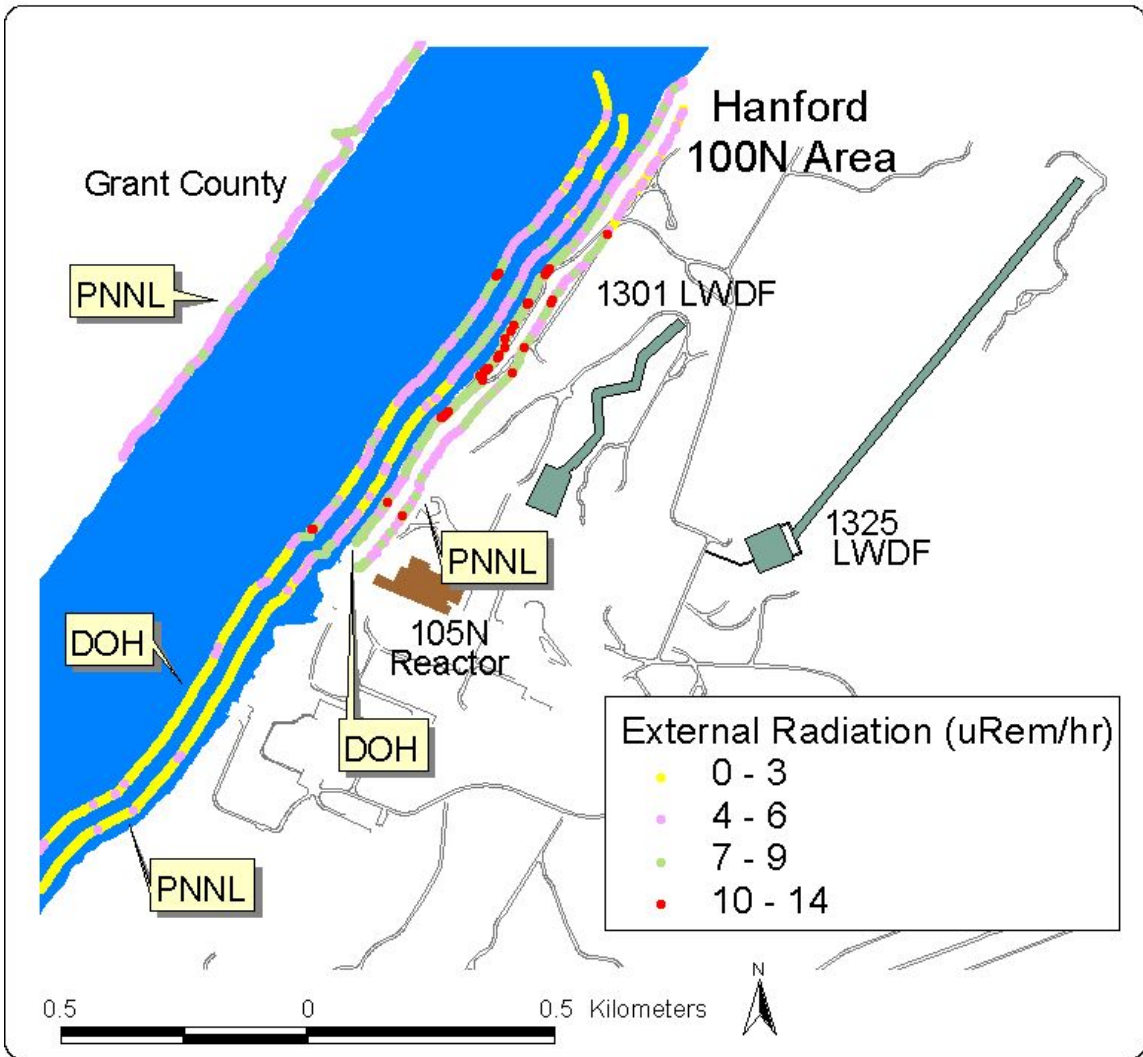 Hanford
100N Area
Grant County
PNNL
1301 LWDF
1325
LWDF
PNNL
105N
Reactor
DOH
DOH
PNNL
External Radiation (uRem/hr)
0 - 3
4 - 6
7 - 9
10 - 14
N
0.5 0 0.5 Kilometers